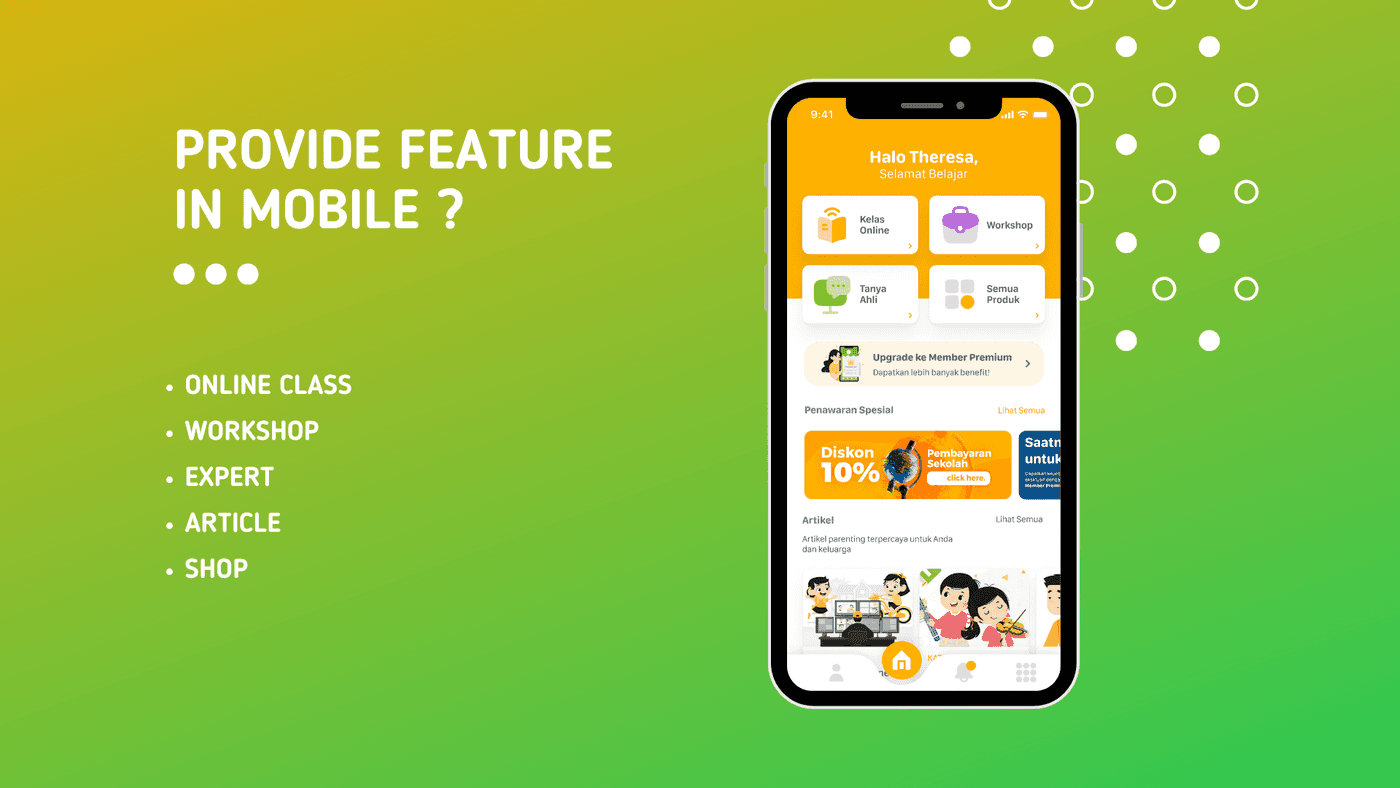 PROVIDE FEATURE
IN MOBILE ?
ONLINE CLASS
WORKSHOP
EXPERT
ARTICLE
SHOP
9:41
Halo Theresa,
Selamat Belajar
Kelas
Online
Workshop
Tanya
Ahli
Semua
Produk
Upgrade ke Member Premium
Dapatkan lebih banyak benefit!
Penawaran Spesial
Lihat Semua
Diskon
10%
Pembayaran
Sekolah
click here.
Saatn
untuk
Member Premi
Artikel
Lihat Semua
Artikel parenting terpercaya untuk Anda
dan keluarga